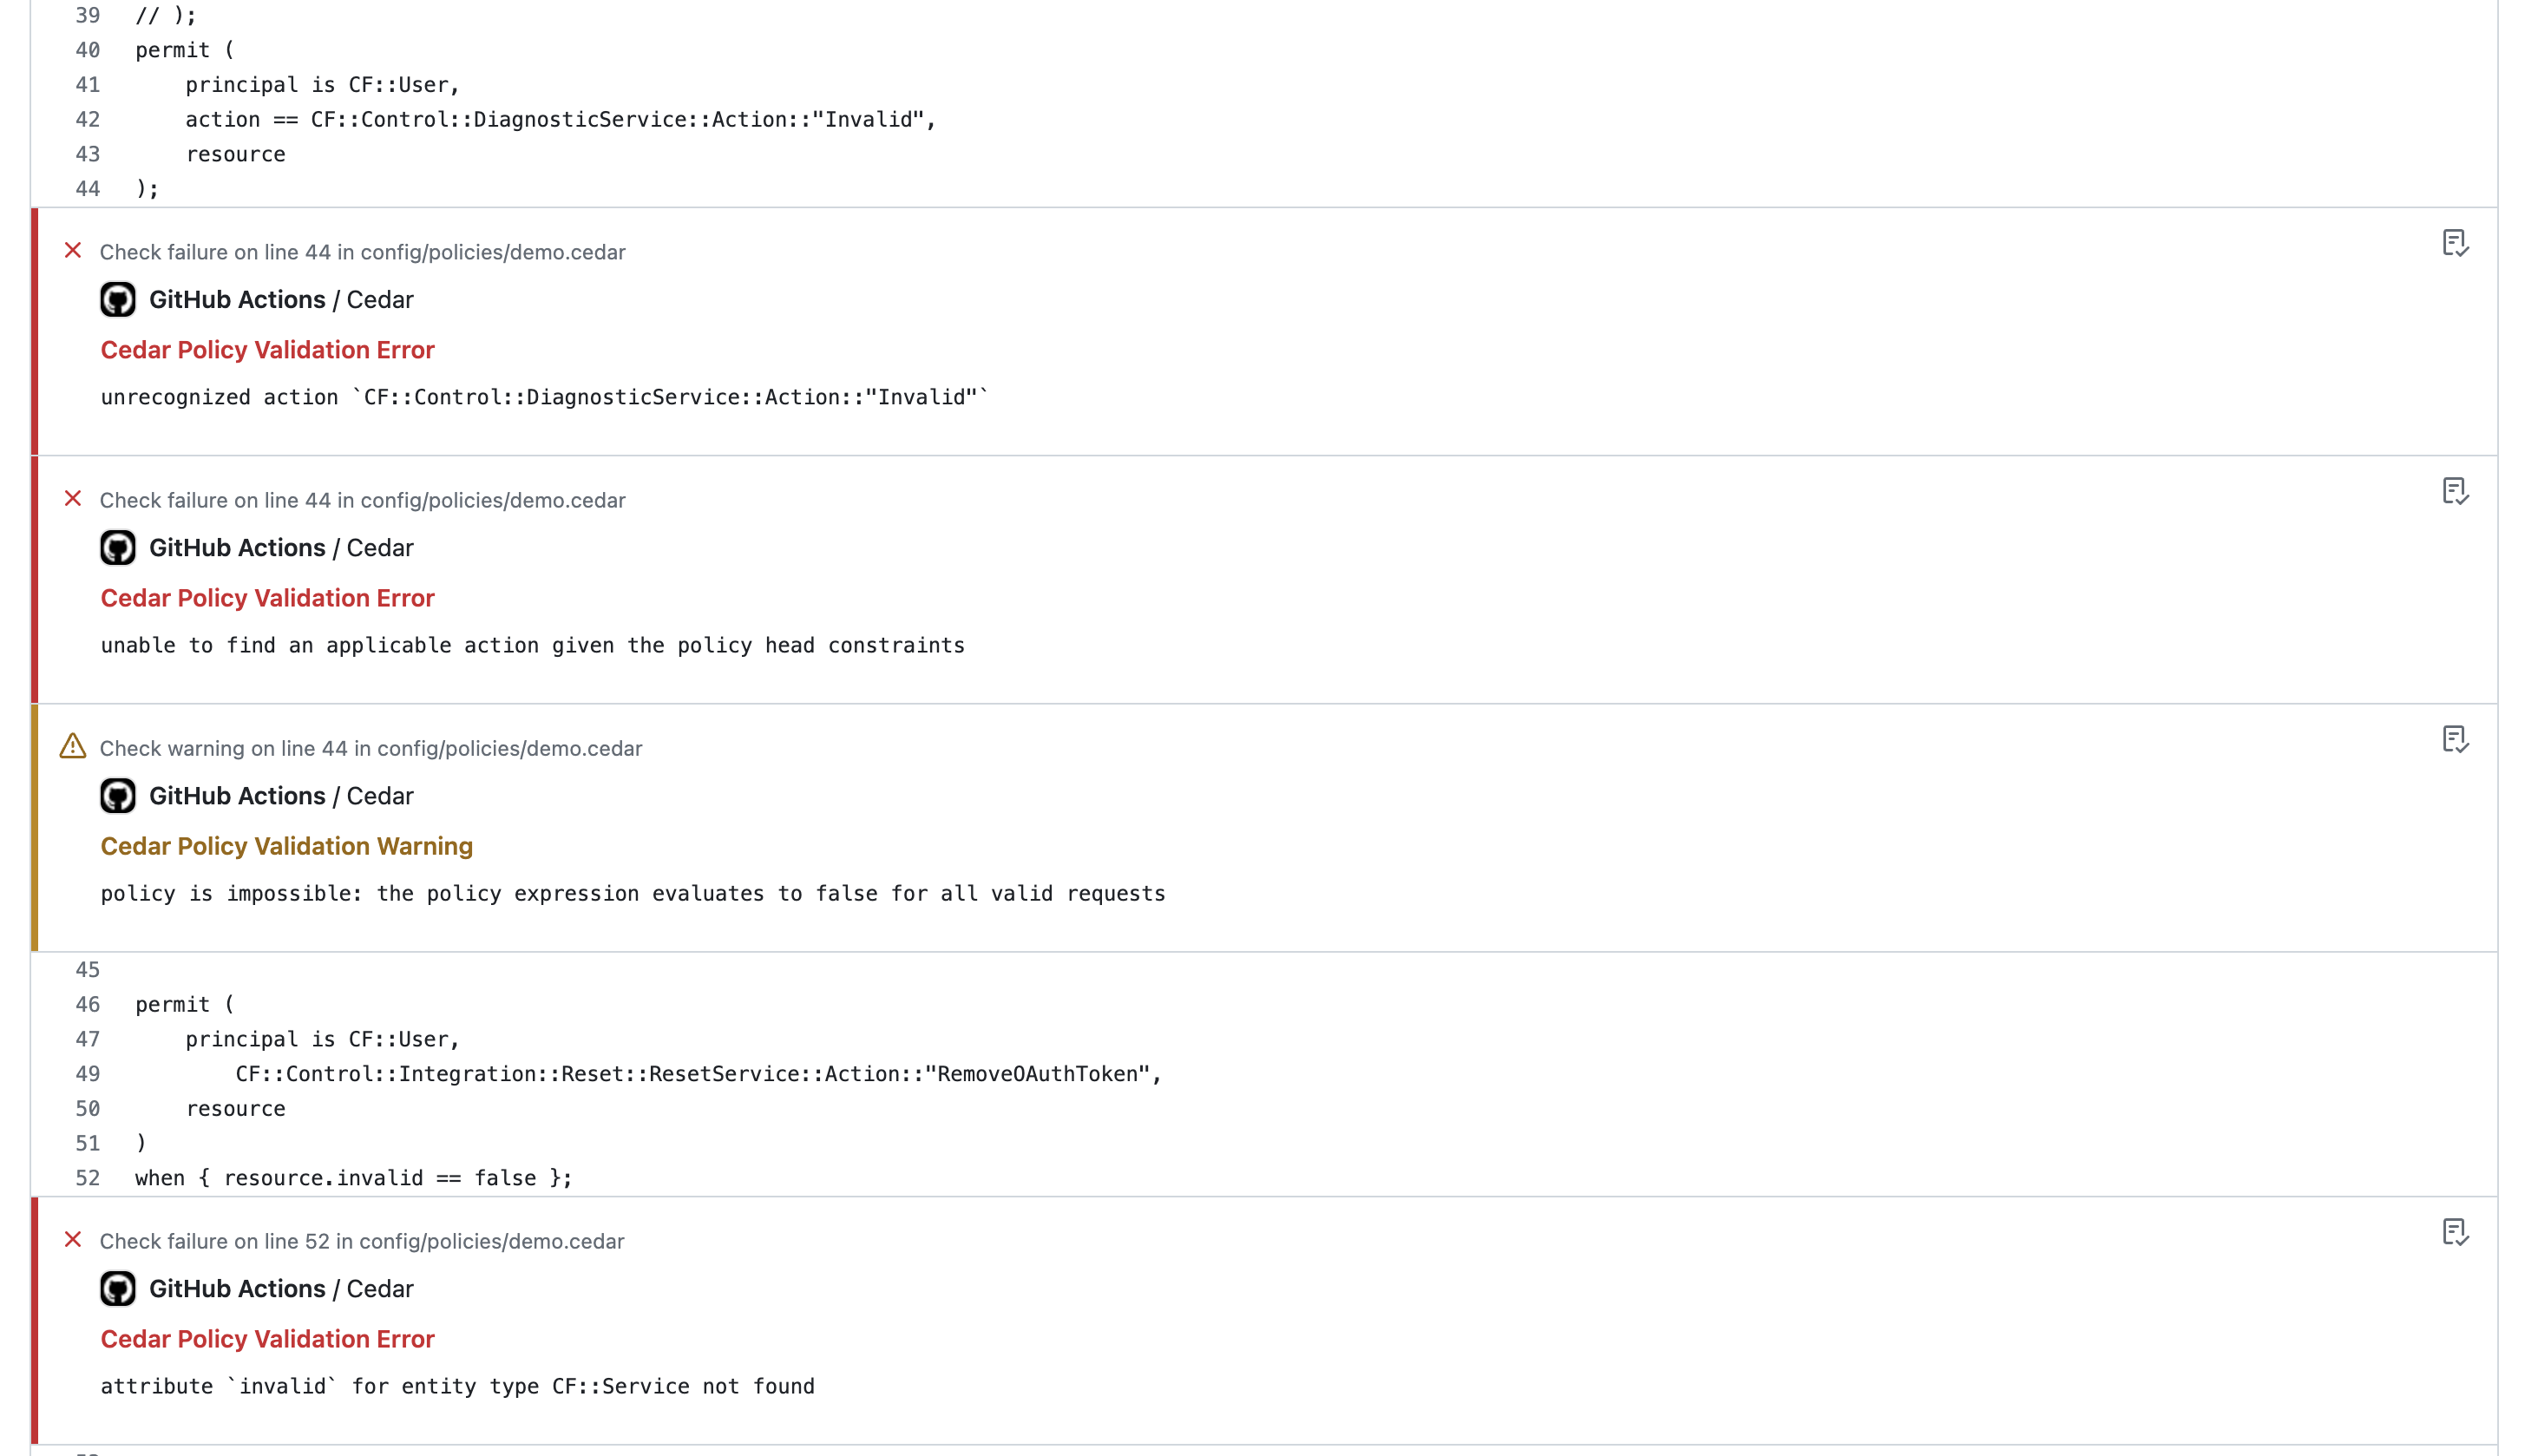 39 // );
40 permit (
41     principal is CF::User,
42     action == CF::Control::DiagnosticService::Action::"Invalid",
43     resource
44 );
Check failure on line 44 in config/policies/demo.cedar
GitHub Actions / Cedar
Cedar Policy Validation Error
unrecognized action `CF::Control::DiagnosticService::Action::"Invalid"`
Check failure on line 44 in config/policies/demo.cedar
GitHub Actions / Cedar
Cedar Policy Validation Error
unable to find an applicable action given the policy head constraints
Check warning on line 44 in config/policies/demo.cedar
GitHub Actions / Cedar
Cedar Policy Validation Warning
policy is impossible: the policy expression evaluates to false for all valid requests
45
46 permit (
47     principal is CF::User,
49         CF::Control::Integration::Reset::ResetService::Action::"RemoveOAuthToken",
50     resource
51 )
52 when { resource.invalid == false };
Check failure on line 52 in config/policies/demo.cedar
GitHub Actions / Cedar
Cedar Policy Validation Error
attribute `invalid` for entity type CF::Service not found